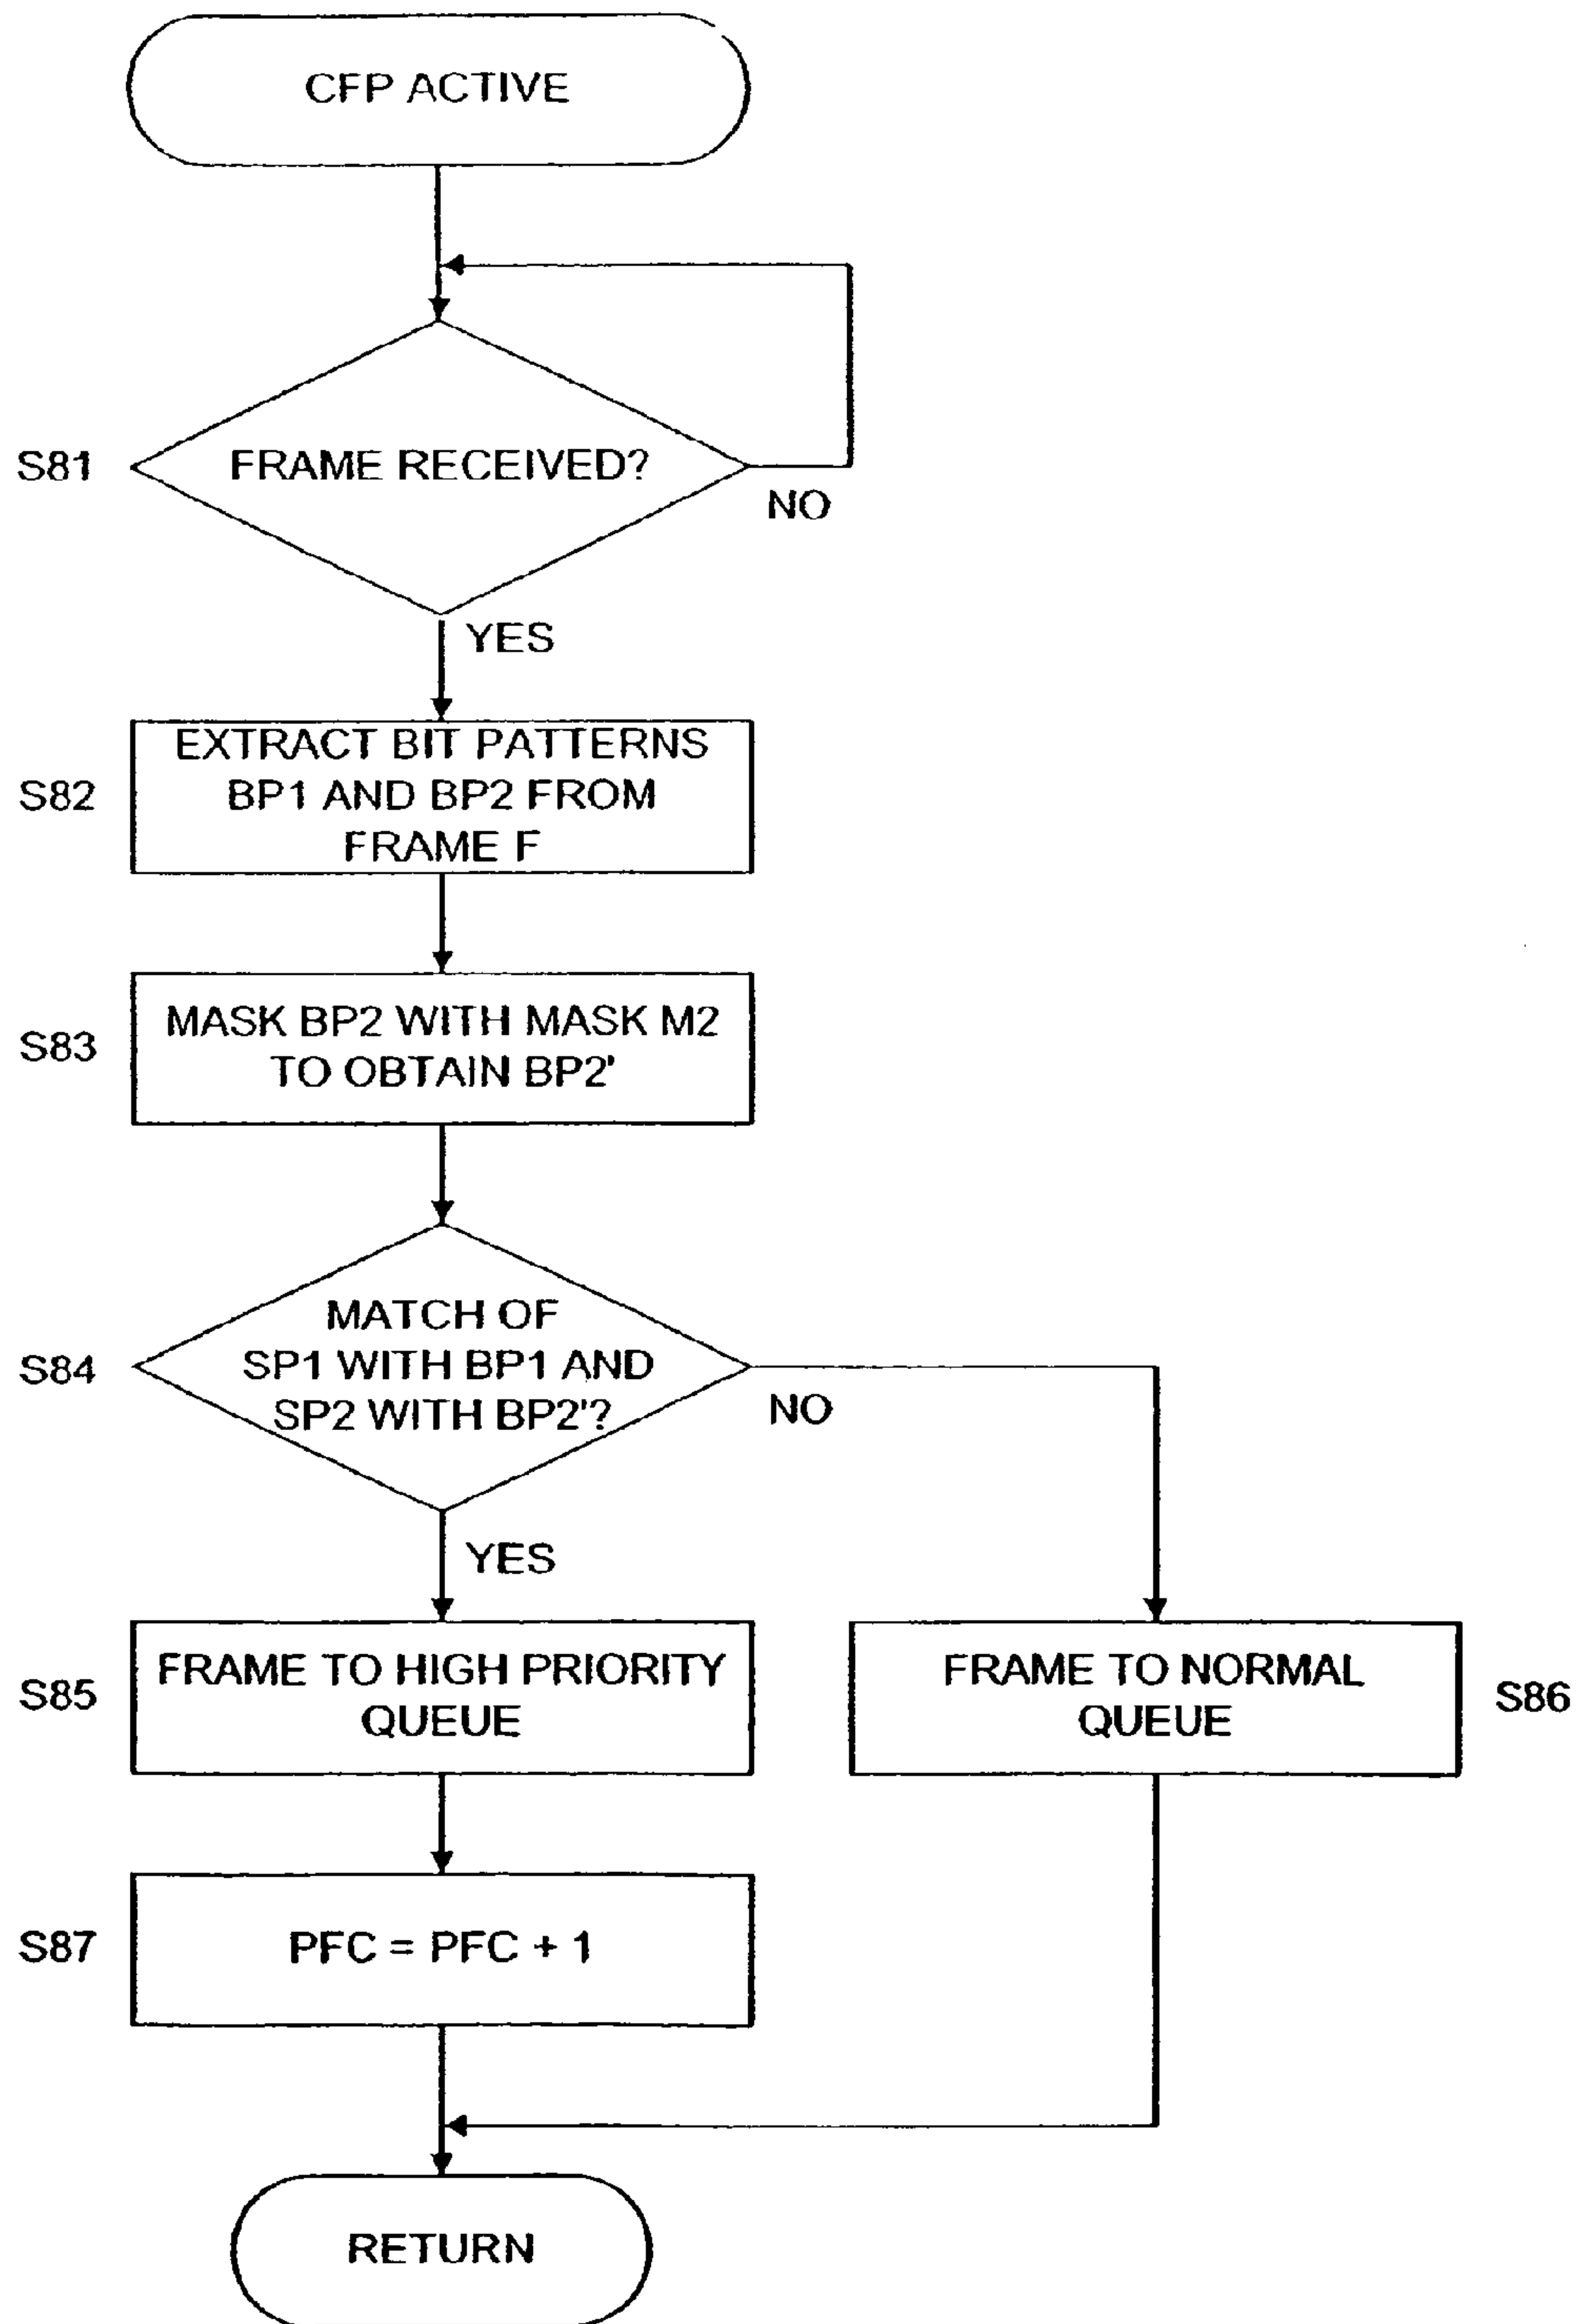 CFP ACTIVE
S81
FRAME RECEIVED?
NO
YES
S82
EXTRACT BIT PATTERNS
BP1 AND BP2 FROM
FRAME F
S83
MASK BP2 WITH MASK M2
TO OBTAIN BP2'
S84
MATCH OF
SP1 WITH BP1 AND
SP2 WITH BP2'?
NO
YES
S85
FRAME TO HIGH PRIORITY
QUEUE
FRAME TO NORMAL
QUEUE
S86
S87
PFC = PFC + 1
RETURN